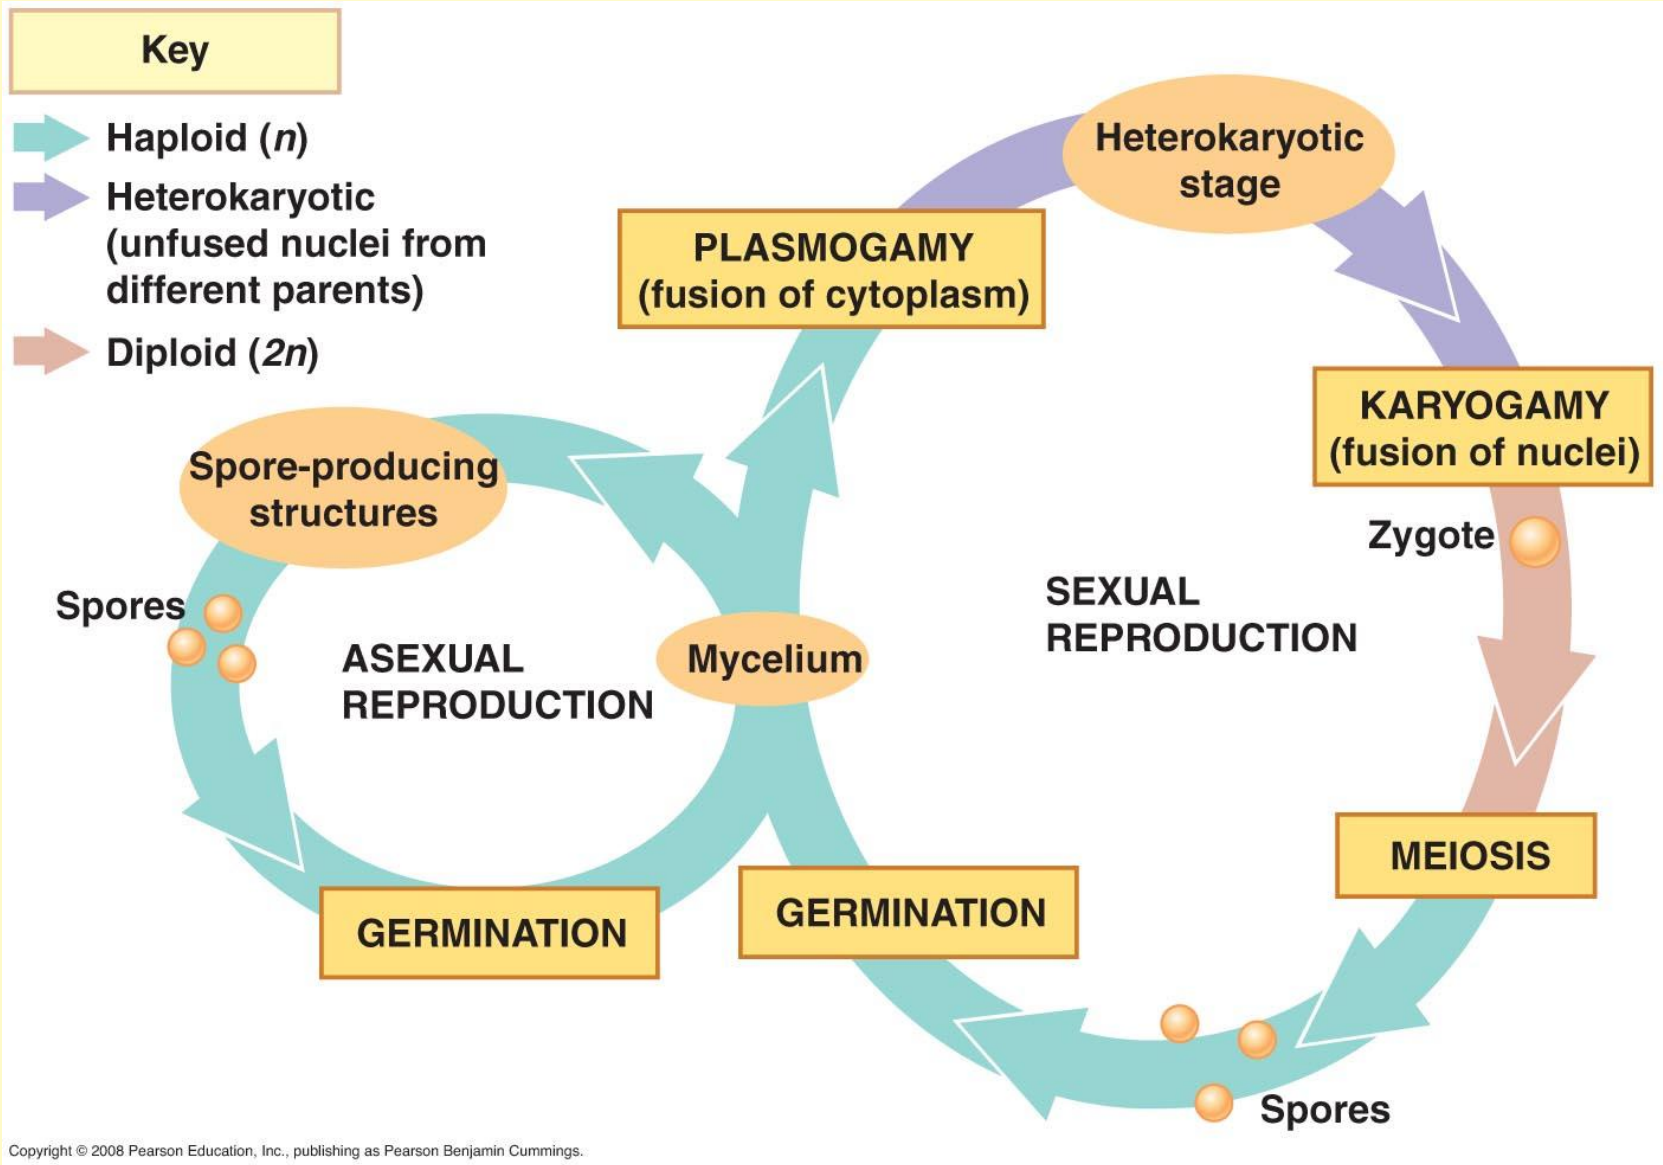 Key
Haploid (n)
Heterokaryotic
(unfused nuclei from
different parents)
Diploid (2n)
Heterokaryotic
stage
PLASMOGAMY
(fusion of cytoplasm)
KARYOGAMY
(fusion of nuclei)
Spore-producing
structures
Zygote
Spores
SEXUAL
REPRODUCTION
ASEXUAL
REPRODUCTION
Mycelium
MEIOSIS
GERMINATION
GERMINATION
Spores
Copyright © 2008 Pearson Education, Inc., publishing as Pearson Benjamin Cummings.